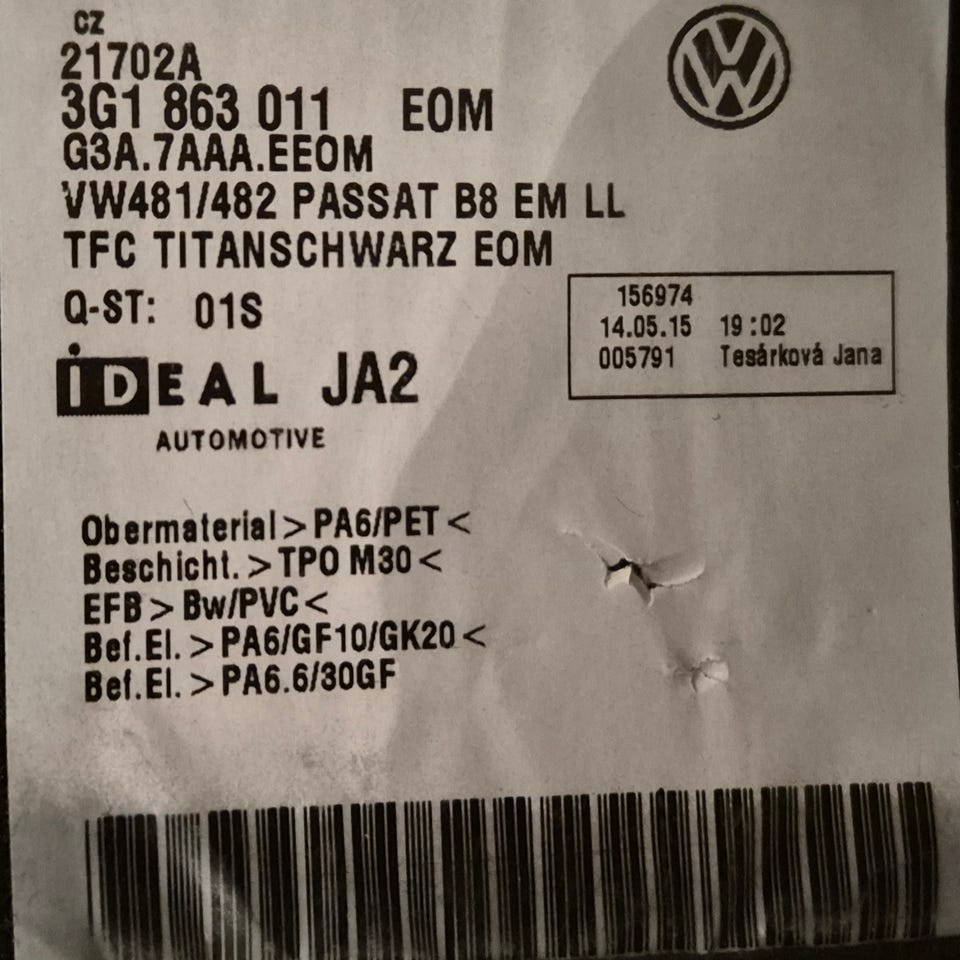 CZ
21702A
3G1 863 011 EOM
G3A.7AAA.EEOM
VW481/482 PASSAT B8 EM LL
TFC TITANSCHWARZ EOM
Q-ST: 01S
156974
14.05.15 19:02
005791 Tesárková Jana
iDEAL JA2
AUTOMOTIVE
Obermaterial > PA6/PET <
Beschicht. > TPO M30 <
EFB > Bw/PVC <
Bef.El. > PA6/GF10/GK20 <
Bef.El. > PA6.6/30GF